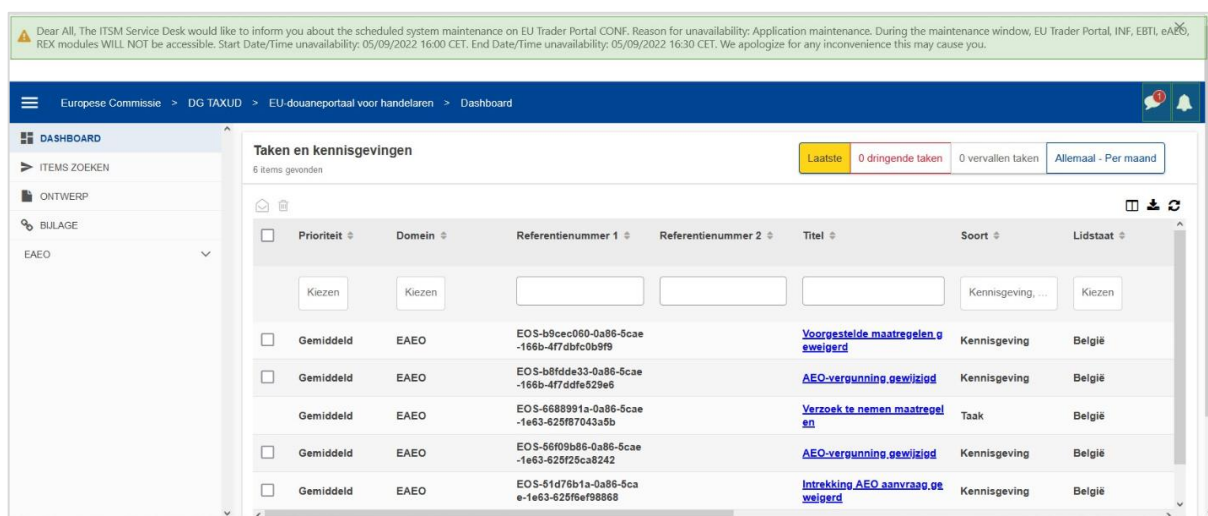 Dear All, The ITSM Service Desk would like to inform you about the scheduled system maintenance on EU Trader Portal CONF. Reason for unavailability: Application maintenance. During the maintenance window, EU Trader Portal, INF, EBTI, eAEO,
REX modules WILL NOT be accessible. Start Date/Time unavailability: 05/09/2022 16:00 CET. End Date/Time unavailability: 05/09/2022 16:30 CET. We apologize for any inconvenience this may cause you.
Europese Commissie > DG TAXUD > EU-douaneportaal voor handelaren > Dashboard
1
DASHBOARD
ITEMS ZOEKEN
ONTWERP
BIJLAGE
EAEO
Taken en kennisgevingen
6 items gevonden
Laatste 0 dringende taken 0 vervallen taken Allemaal - Per maand
Prioriteit Domein Referentienummer 1 Referentienummer 2 Titel Soort Lidstaat
Kiezen Kiezen Kennisgeving, ... Kiezen
Gemiddeld EAEO EOS-b9cec060-0a86-5cae Voorgestelde maatregelen g Kennisgeving België
-166b-4f7dbfc0b9f9 eweigerd
Gemiddeld EAEO EOS-b8fdde33-0a86-5cae AEO-vergunning gewijzigd Kennisgeving België
-166b-4f7ddfe529e6
Gemiddeld EAEO EOS-6688991a-0a86-5cae Verzoek te nemen maatregel Taak België
-1e63-625f87043a5b en
Gemiddeld EAEO EOS-56f09b86-0a86-5cae AEO-vergunning gewijzigd Kennisgeving België
-1e63-625f25ca8242
Gemiddeld EAEO EOS-51d76b1a-0a86-5ca Intrekking AEO aanvraag ge Kennisgeving België
e-1e63-625f6ef98868 weigerd